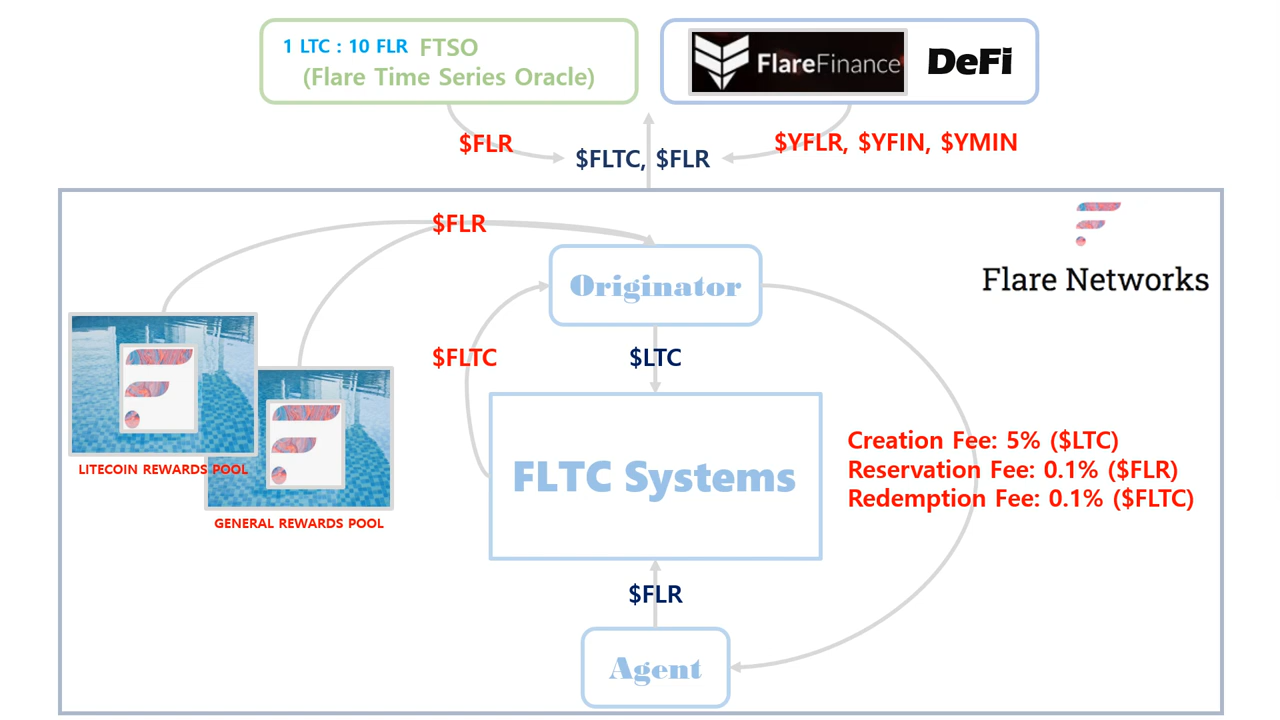 1 LTC : 10 FLR FTSO
(Flare Time Series Oracle)
FlareFinance DeFi
$FLR
$FLTC, $FLR
$YFLR, $YFIN, $YMIN
$FLR
Flare Networks
Originator
$FLTC
$LTC
LITECOIN REWARDS POOL
GENERAL REWARDS POOL
FLTC Systems
Creation Fee: 5% ($LTC)
Reservation Fee: 0.1% ($FLR)
Redemption Fee: 0.1% ($FLTC)
$FLR
Agent